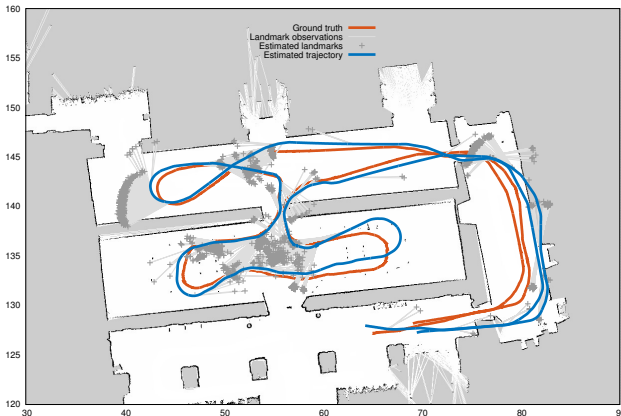 160
155
150
145
140
135
130
125
120
30 40 50 60 70 80 9
Ground truth
Landmark observations
Estimated landmarks
Estimated trajectory